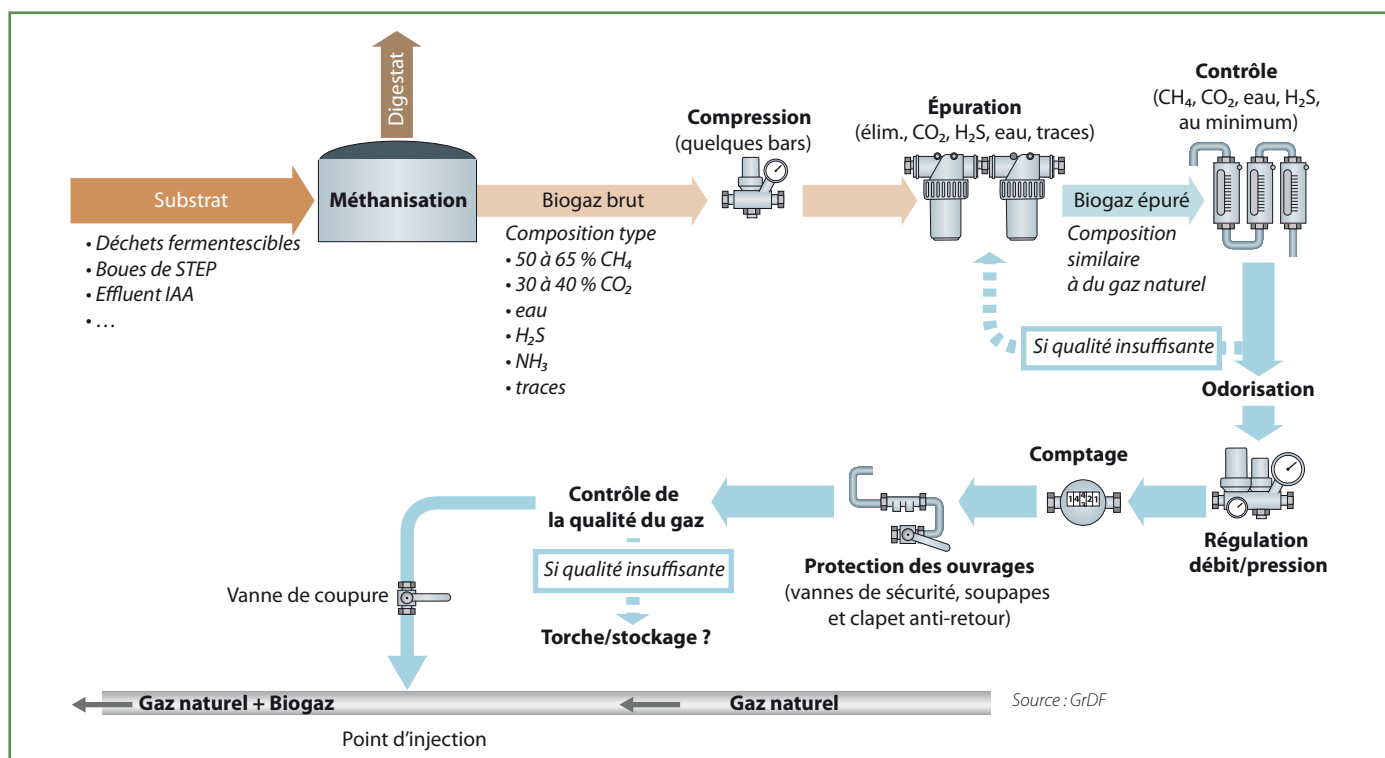 Digestat
Contrôle
(CH₄, CO₂, eau, H₂S,
au minimum)
Compression
(quelques bars)
Épuration
(élim., CO₂, H₂S, eau, traces)
Substrat
Méthanisation
Biogaz brut
Biogaz épuré
• Déchets fermentescibles
• Boues de STEP
• Effluent IAA
• …
Composition type
• 50 à 65 % CH₄
• 30 à 40 % CO₂
• eau
• H₂S
• NH₃
• traces
Composition
similaire
à du gaz naturel
Si qualité insuffisante
Odorisation
Comptage
Régulation
débit/pression
Protection des ouvrages
(vannes de sécurité, soupapes
et clapet anti-retour)
Contrôle de
la qualité du gaz
Si qualité insuffisante
Torche/stockage ?
Vanne de coupure
Gaz naturel + Biogaz
Gaz naturel
Source : GrDF
Point d’injection